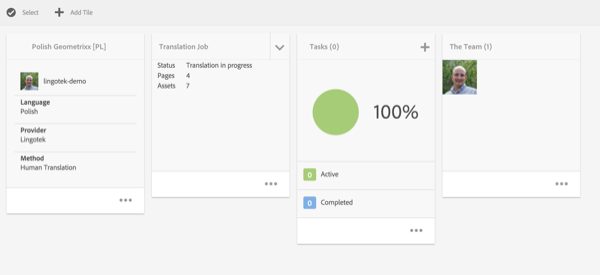 Select
Add Tile
Polish Geometrixx [PL]
lingotek-demo
Language
Polish
Provider
Lingotek
Method
Human Translation
Translation Job
Status Translation in progress
Pages 4
Assets 7
Tasks (0)
100%
0 Active
0 Completed
The Team (1)